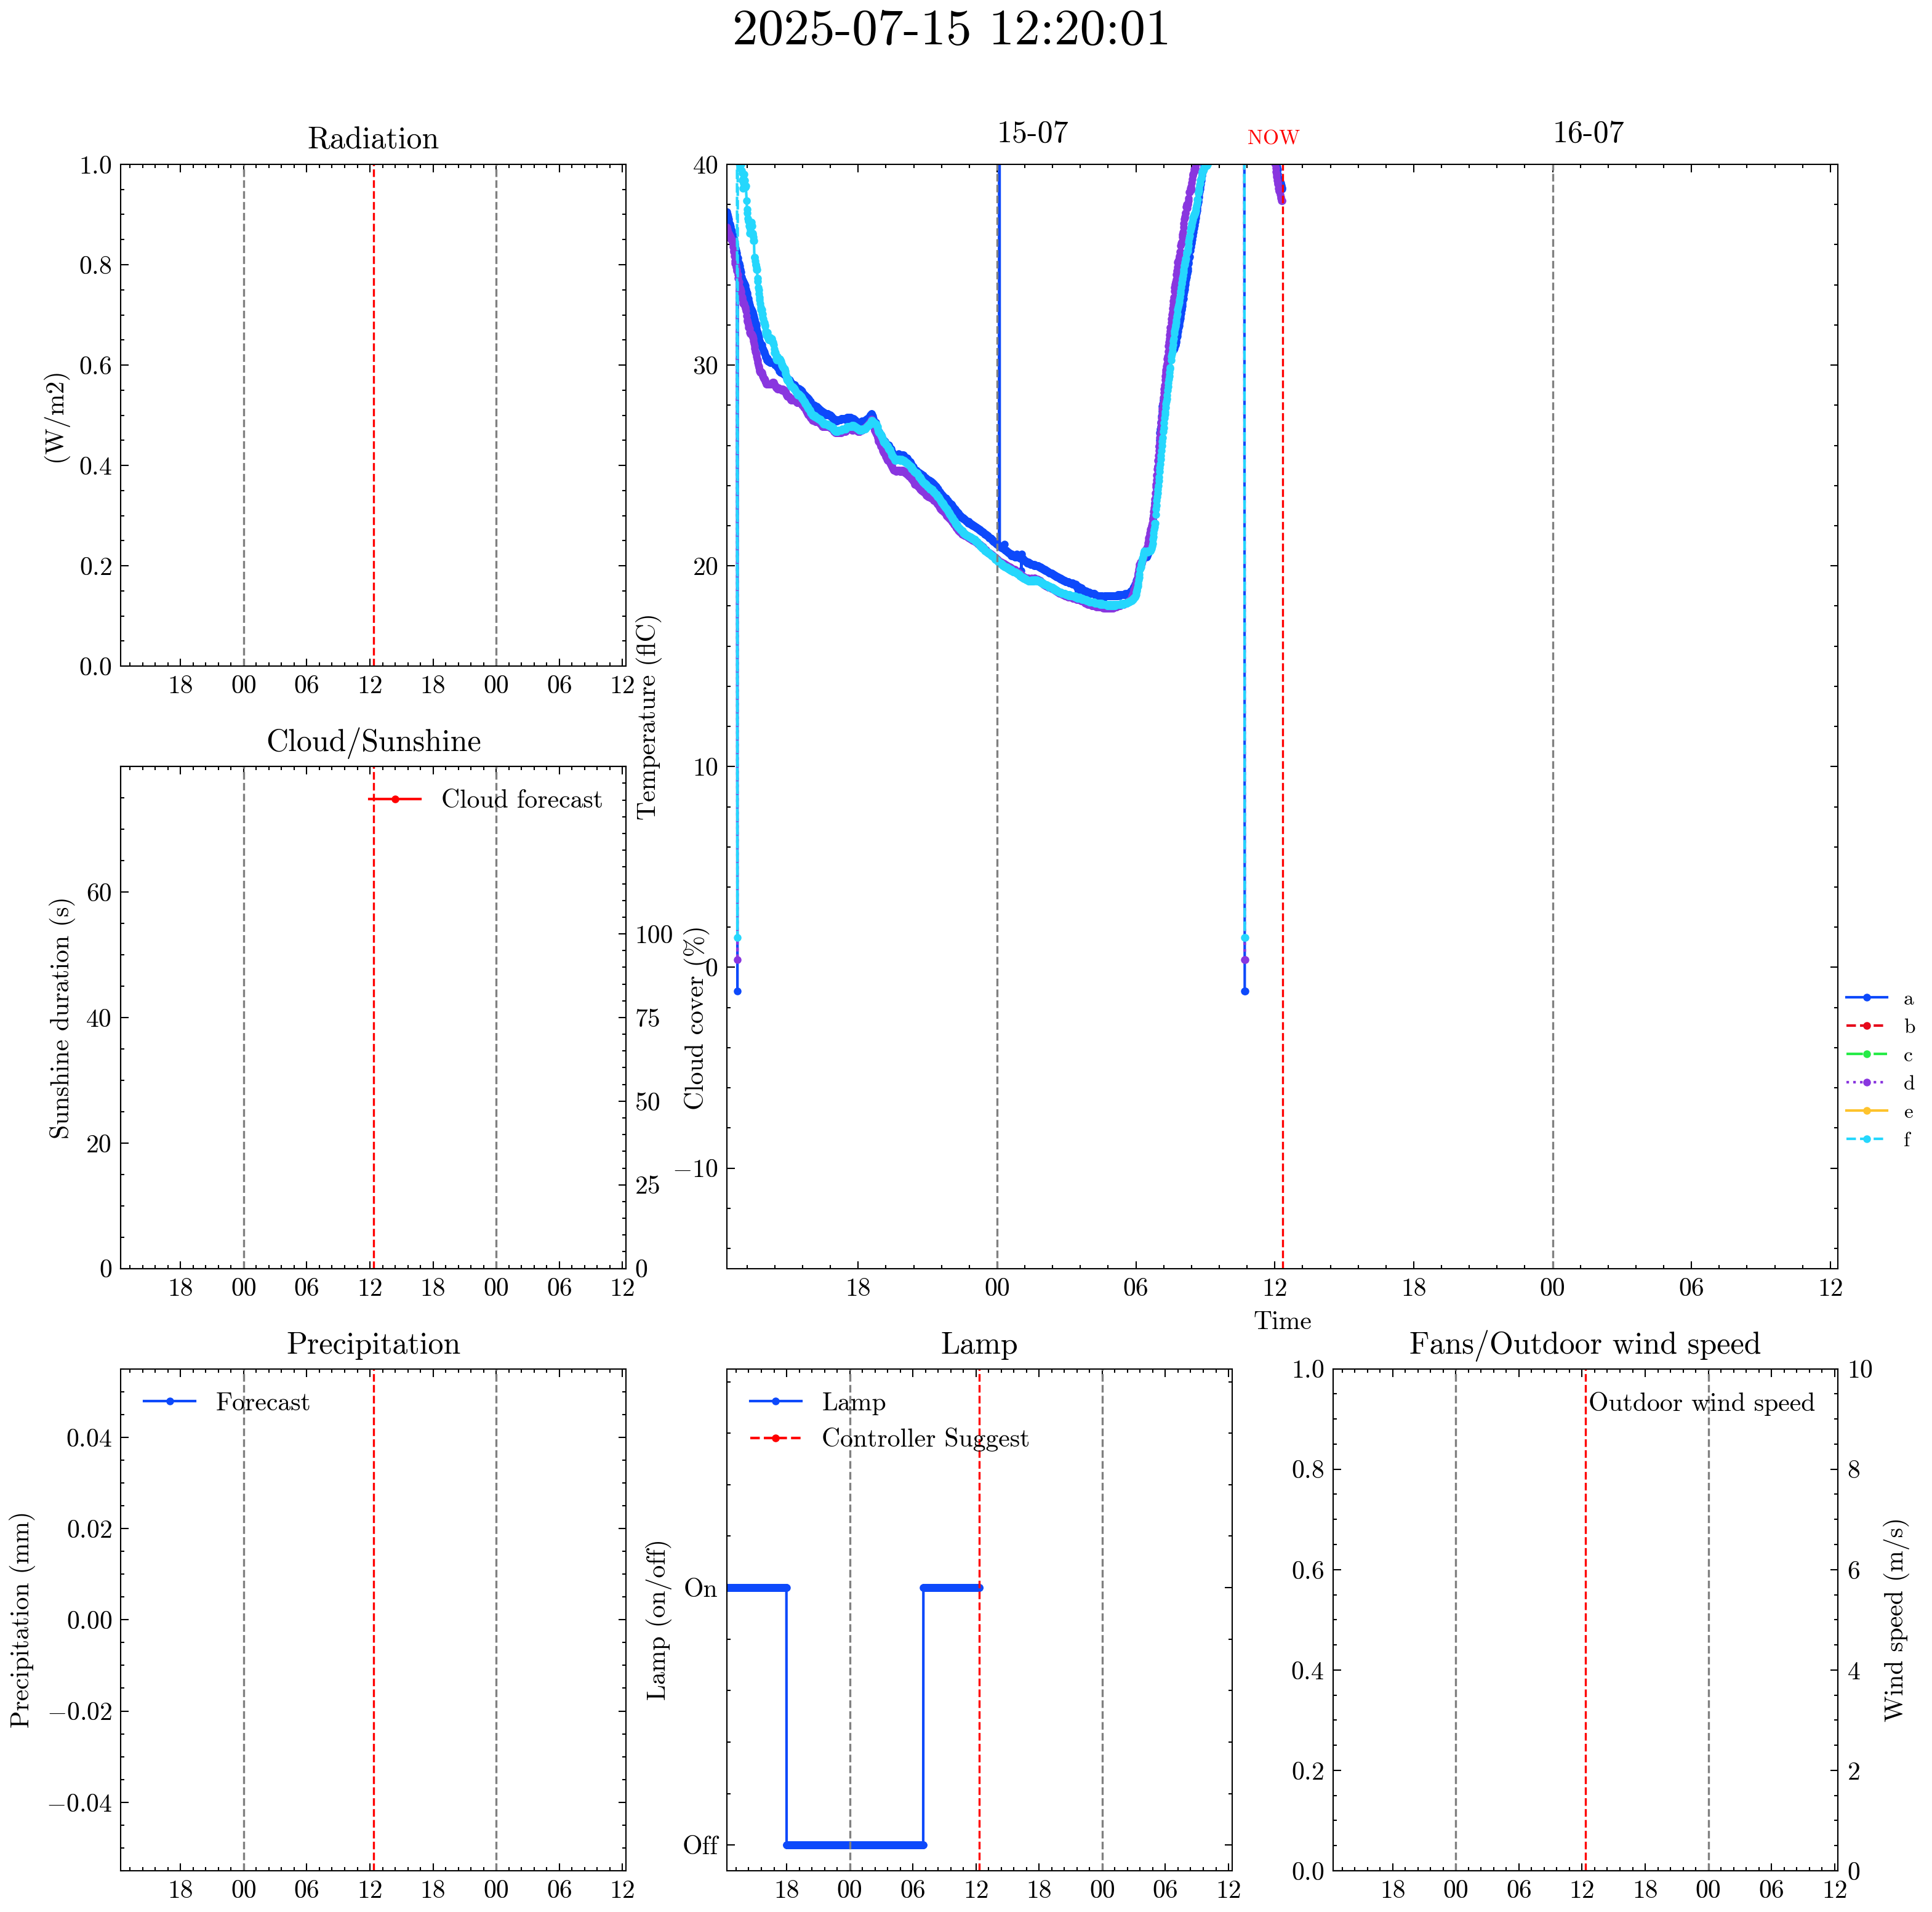 2025-07-15 12:20:01
Radiation
1.0
0.8
0.6
0.4
0.2
0.0
(W/m2)
18 00 06 12 18 00 06 12
15-07 NOW 16-07
40
30
20
10
0
−10
Temperature (flC)
18 00 06 12 18 00 06 12
Time
a
b
c
d
e
f
Cloud/Sunshine
Cloud forecast
60
40
20
0
Sunshine duration (s)
100
75
50
25
0
Cloud cover (%)
18 00 06 12 18 00 06 12
Precipitation
Forecast
0.04
0.02
0.00
−0.02
−0.04
Precipitation (mm)
18 00 06 12 18 00 06 12
Lamp
Lamp
Controller Suggest
On
Off
Lamp (on/off)
18 00 06 12 18 00 06 12
Fans/Outdoor wind speed
Outdoor wind speed
1.0
0.8
0.6
0.4
0.2
0.0
10
8
6
4
2
0
Wind speed (m/s)
18 00 06 12 18 00 06 12